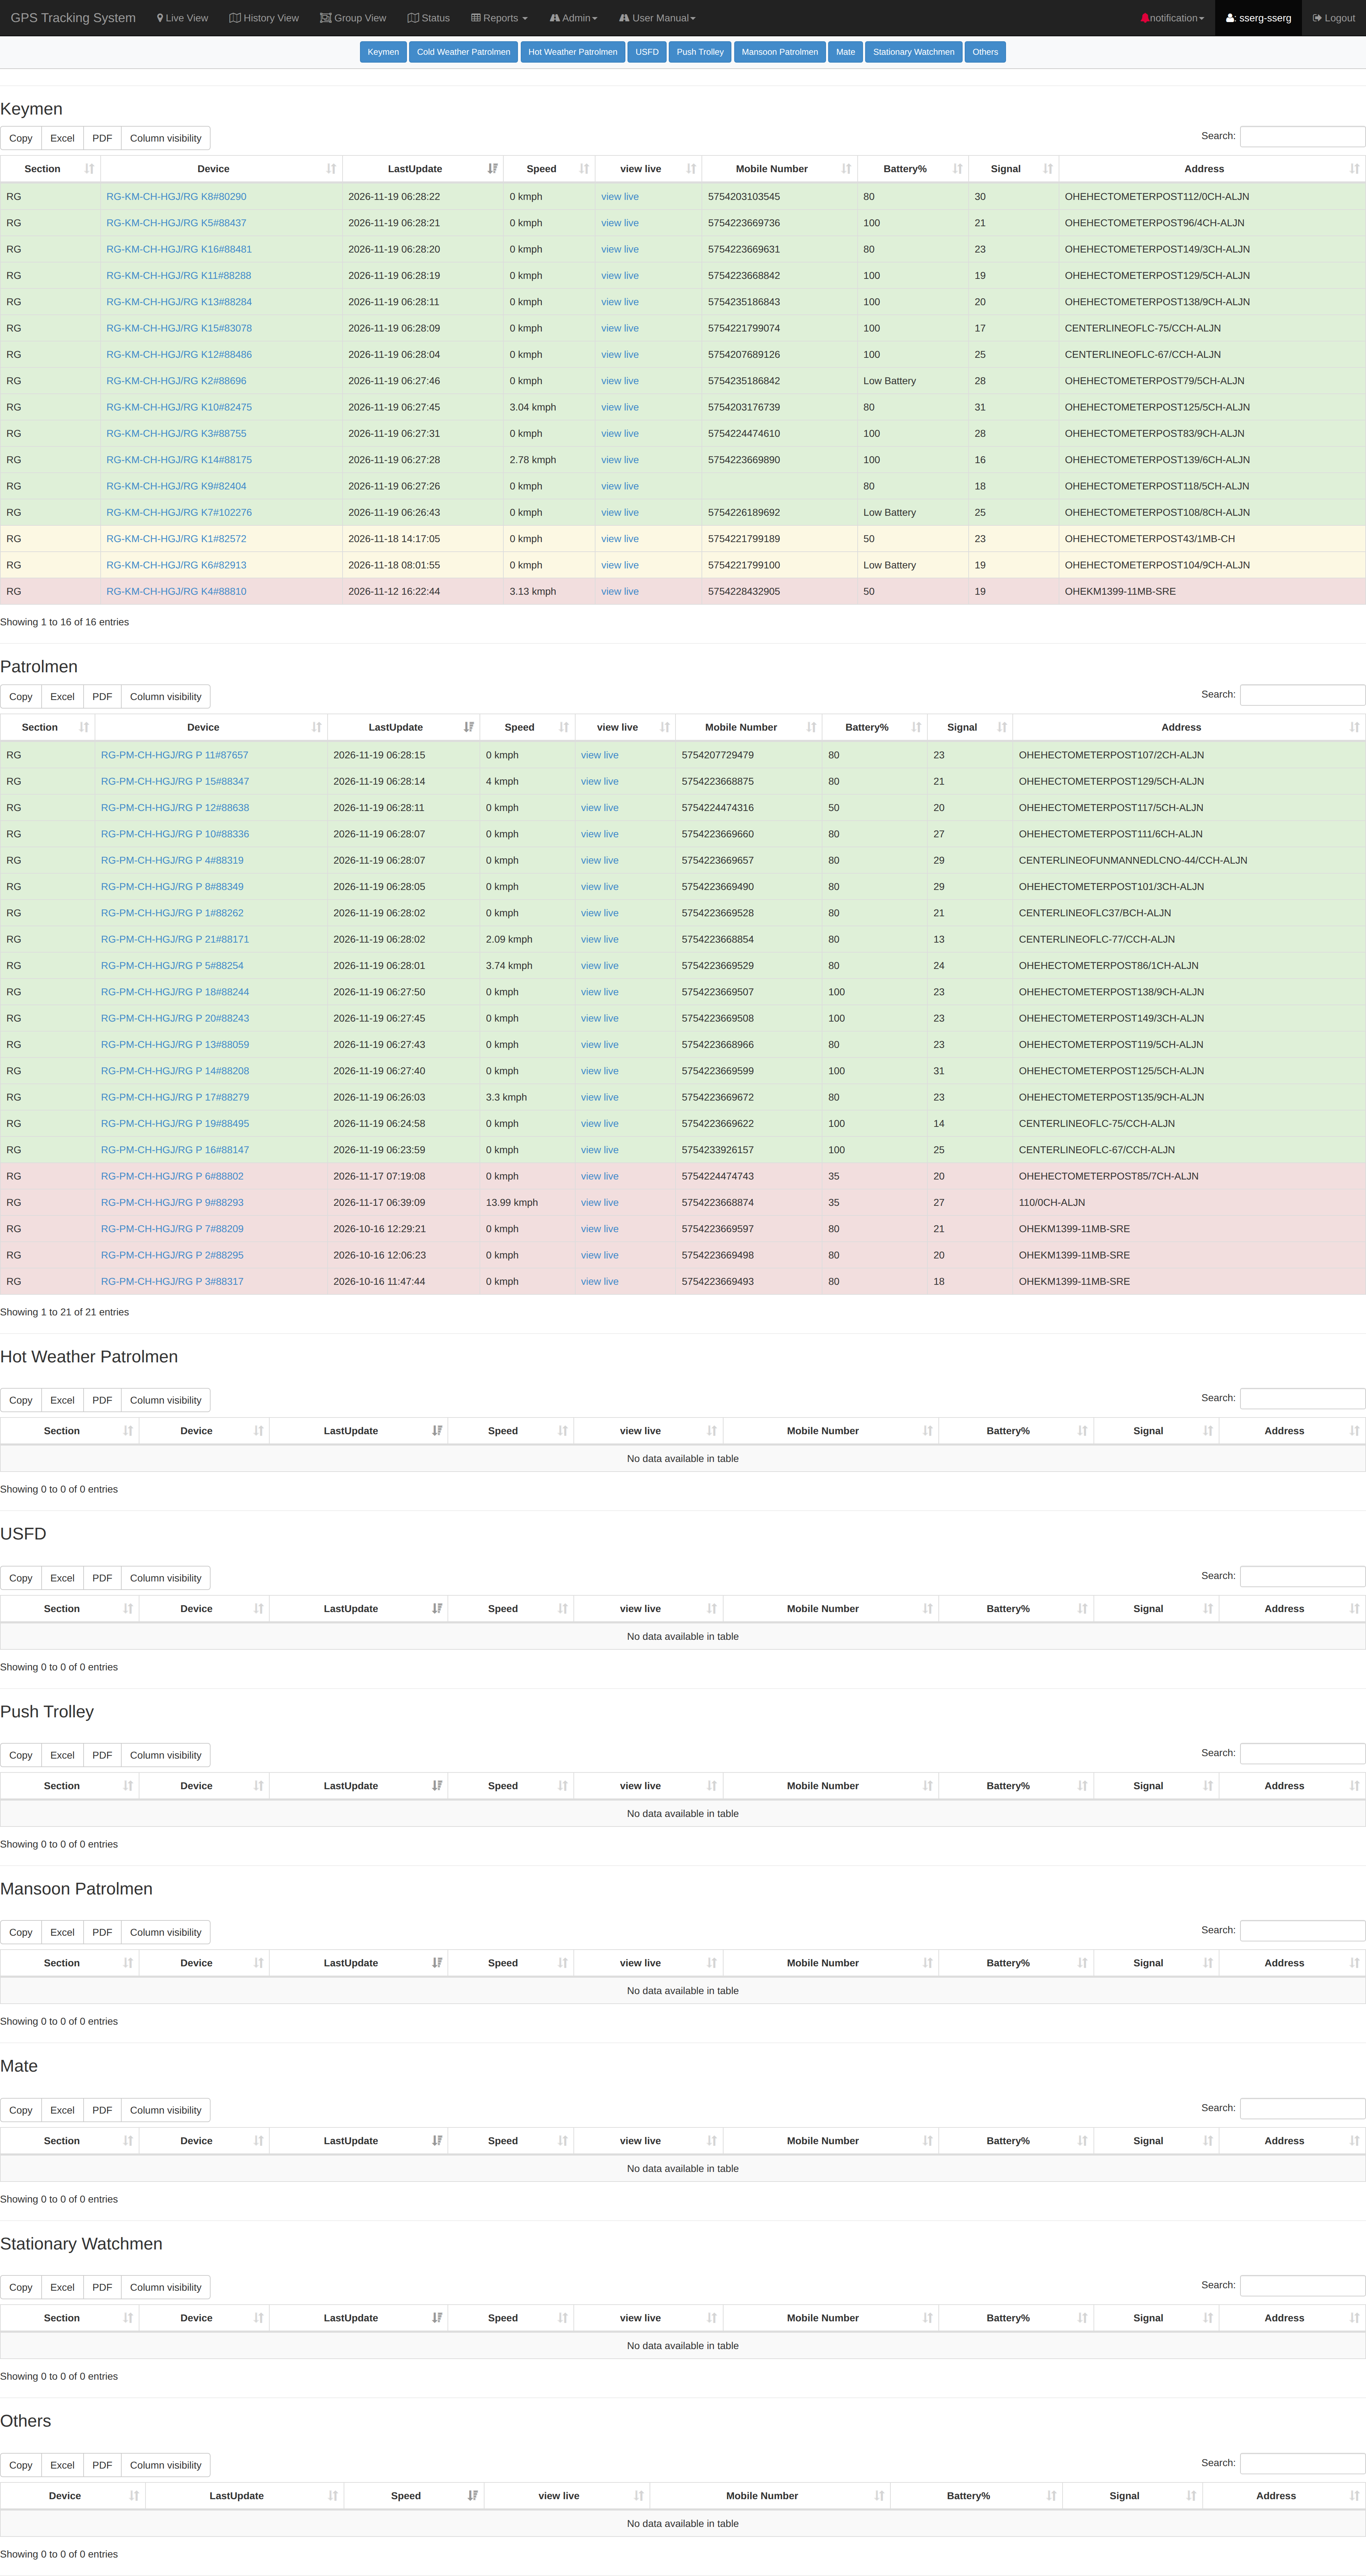 GPS Tracking System Live View History View Group View Status Reports Admin User Manual notification : sserg-sserg Logout
Keymen Cold Weather Patrolmen Hot Weather Patrolmen USFD Push Trolley Mansoon Patrolmen Mate Stationary Watchmen Others
Keymen
Copy Excel PDF Column visibility Search:
Section Device LastUpdate Speed view live Mobile Number Battery% Signal Address
RG RG-KM-CH-HGJ/RG K8#80290 2026-11-19 06:28:22 0 kmph view live 5754203103545 80 30 OHEHECTOMETERPOST112/0CH-ALJN
RG RG-KM-CH-HGJ/RG K5#88437 2026-11-19 06:28:21 0 kmph view live 5754223669736 100 21 OHEHECTOMETERPOST96/4CH-ALJN
RG RG-KM-CH-HGJ/RG K16#88481 2026-11-19 06:28:20 0 kmph view live 5754223669631 80 23 OHEHECTOMETERPOST149/3CH-ALJN
RG RG-KM-CH-HGJ/RG K11#88288 2026-11-19 06:28:19 0 kmph view live 5754223668842 100 19 OHEHECTOMETERPOST129/5CH-ALJN
RG RG-KM-CH-HGJ/RG K13#88284 2026-11-19 06:28:11 0 kmph view live 5754235186843 100 20 OHEHECTOMETERPOST138/9CH-ALJN
RG RG-KM-CH-HGJ/RG K15#83078 2026-11-19 06:28:09 0 kmph view live 5754221799074 100 17 CENTERLINEOFLC-75/CCH-ALJN
RG RG-KM-CH-HGJ/RG K12#88486 2026-11-19 06:28:04 0 kmph view live 5754207689126 100 25 CENTERLINEOFLC-67/CCH-ALJN
RG RG-KM-CH-HGJ/RG K2#88696 2026-11-19 06:27:46 0 kmph view live 5754235186842 Low Battery 28 OHEHECTOMETERPOST79/5CH-ALJN
RG RG-KM-CH-HGJ/RG K10#82475 2026-11-19 06:27:45 3.04 kmph view live 5754203176739 80 31 OHEHECTOMETERPOST125/5CH-ALJN
RG RG-KM-CH-HGJ/RG K3#88755 2026-11-19 06:27:31 0 kmph view live 5754224474610 100 28 OHEHECTOMETERPOST83/9CH-ALJN
RG RG-KM-CH-HGJ/RG K14#88175 2026-11-19 06:27:28 2.78 kmph view live 5754223669890 100 16 OHEHECTOMETERPOST139/6CH-ALJN
RG RG-KM-CH-HGJ/RG K9#82404 2026-11-19 06:27:26 0 kmph view live 80 18 OHEHECTOMETERPOST118/5CH-ALJN
RG RG-KM-CH-HGJ/RG K7#102276 2026-11-19 06:26:43 0 kmph view live 5754226189692 Low Battery 25 OHEHECTOMETERPOST108/8CH-ALJN
RG RG-KM-CH-HGJ/RG K1#82572 2026-11-18 14:17:05 0 kmph view live 5754221799189 50 23 OHEHECTOMETERPOST43/1MB-CH
RG RG-KM-CH-HGJ/RG K6#82913 2026-11-18 08:01:55 0 kmph view live 5754221799100 Low Battery 19 OHEHECTOMETERPOST104/9CH-ALJN
RG RG-KM-CH-HGJ/RG K4#88810 2026-11-12 16:22:44 3.13 kmph view live 5754228432905 50 19 OHEKM1399-11MB-SRE
Showing 1 to 16 of 16 entries
Patrolmen
Copy Excel PDF Column visibility Search:
Section Device LastUpdate Speed view live Mobile Number Battery% Signal Address
RG RG-PM-CH-HGJ/RG P 11#87657 2026-11-19 06:28:15 0 kmph view live 5754207729479 80 23 OHEHECTOMETERPOST107/2CH-ALJN
RG RG-PM-CH-HGJ/RG P 15#88347 2026-11-19 06:28:14 4 kmph view live 5754223668875 80 21 OHEHECTOMETERPOST129/5CH-ALJN
RG RG-PM-CH-HGJ/RG P 12#88638 2026-11-19 06:28:11 0 kmph view live 5754224474316 50 20 OHEHECTOMETERPOST117/5CH-ALJN
RG RG-PM-CH-HGJ/RG P 10#88336 2026-11-19 06:28:07 0 kmph view live 5754223669660 80 27 OHEHECTOMETERPOST111/6CH-ALJN
RG RG-PM-CH-HGJ/RG P 4#88319 2026-11-19 06:28:07 0 kmph view live 5754223669657 80 29 CENTERLINEOFUNMANNEDLCNO-44/CCH-ALJN
RG RG-PM-CH-HGJ/RG P 8#88349 2026-11-19 06:28:05 0 kmph view live 5754223669490 80 29 OHEHECTOMETERPOST101/3CH-ALJN
RG RG-PM-CH-HGJ/RG P 1#88262 2026-11-19 06:28:02 0 kmph view live 5754223669528 80 21 CENTERLINEOFLC37/BCH-ALJN
RG RG-PM-CH-HGJ/RG P 21#88171 2026-11-19 06:28:02 2.09 kmph view live 5754223668854 80 13 CENTERLINEOFLC-77/CCH-ALJN
RG RG-PM-CH-HGJ/RG P 5#88254 2026-11-19 06:28:01 3.74 kmph view live 5754223669529 80 24 OHEHECTOMETERPOST86/1CH-ALJN
RG RG-PM-CH-HGJ/RG P 18#88244 2026-11-19 06:27:50 0 kmph view live 5754223669507 100 23 OHEHECTOMETERPOST138/9CH-ALJN
RG RG-PM-CH-HGJ/RG P 20#88243 2026-11-19 06:27:45 0 kmph view live 5754223669508 100 23 OHEHECTOMETERPOST149/3CH-ALJN
RG RG-PM-CH-HGJ/RG P 13#88059 2026-11-19 06:27:43 0 kmph view live 5754223668966 80 23 OHEHECTOMETERPOST119/5CH-ALJN
RG RG-PM-CH-HGJ/RG P 14#88208 2026-11-19 06:27:40 0 kmph view live 5754223669599 100 31 OHEHECTOMETERPOST125/5CH-ALJN
RG RG-PM-CH-HGJ/RG P 17#88279 2026-11-19 06:26:03 3.3 kmph view live 5754223669672 80 23 OHEHECTOMETERPOST135/9CH-ALJN
RG RG-PM-CH-HGJ/RG P 19#88495 2026-11-19 06:24:58 0 kmph view live 5754223669622 100 14 CENTERLINEOFLC-75/CCH-ALJN
RG RG-PM-CH-HGJ/RG P 16#88147 2026-11-19 06:23:59 0 kmph view live 5754233926157 100 25 CENTERLINEOFLC-67/CCH-ALJN
RG RG-PM-CH-HGJ/RG P 6#88802 2026-11-17 07:19:08 0 kmph view live 5754224474743 35 20 OHEHECTOMETERPOST85/7CH-ALJN
RG RG-PM-CH-HGJ/RG P 9#88293 2026-11-17 06:39:09 13.99 kmph view live 5754223668874 35 27 110/0CH-ALJN
RG RG-PM-CH-HGJ/RG P 7#88209 2026-10-16 12:29:21 0 kmph view live 5754223669597 80 21 OHEKM1399-11MB-SRE
RG RG-PM-CH-HGJ/RG P 2#88295 2026-10-16 12:06:23 0 kmph view live 5754223669498 80 20 OHEKM1399-11MB-SRE
RG RG-PM-CH-HGJ/RG P 3#88317 2026-10-16 11:47:44 0 kmph view live 5754223669493 80 18 OHEKM1399-11MB-SRE
Showing 1 to 21 of 21 entries
Hot Weather Patrolmen
Copy Excel PDF Column visibility Search:
Section Device LastUpdate Speed view live Mobile Number Battery% Signal Address
No data available in table
Showing 0 to 0 of 0 entries
USFD
Copy Excel PDF Column visibility Search:
Section Device LastUpdate Speed view live Mobile Number Battery% Signal Address
No data available in table
Showing 0 to 0 of 0 entries
Push Trolley
Copy Excel PDF Column visibility Search:
Section Device LastUpdate Speed view live Mobile Number Battery% Signal Address
No data available in table
Showing 0 to 0 of 0 entries
Mansoon Patrolmen
Copy Excel PDF Column visibility Search:
Section Device LastUpdate Speed view live Mobile Number Battery% Signal Address
No data available in table
Showing 0 to 0 of 0 entries
Mate
Copy Excel PDF Column visibility Search:
Section Device LastUpdate Speed view live Mobile Number Battery% Signal Address
No data available in table
Showing 0 to 0 of 0 entries
Stationary Watchmen
Copy Excel PDF Column visibility Search:
Section Device LastUpdate Speed view live Mobile Number Battery% Signal Address
No data available in table
Showing 0 to 0 of 0 entries
Others
Copy Excel PDF Column visibility Search:
Device LastUpdate Speed view live Mobile Number Battery% Signal Address
No data available in table
Showing 0 to 0 of 0 entries